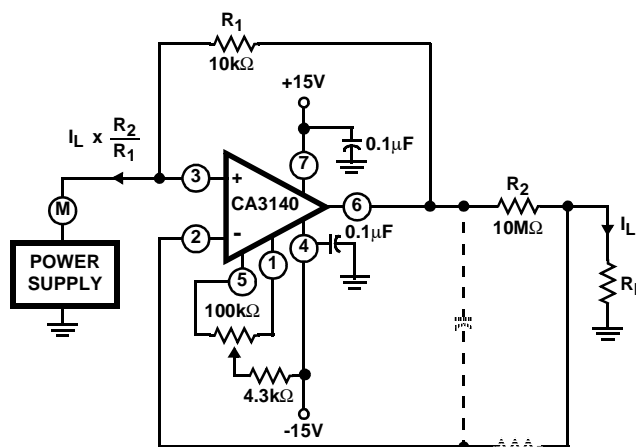 R1
10kΩ
+15V
IL x R2
R1
0.1µF
7
3
+
CA3140
6
R2
10MΩ
IL
M
2
-
4
0.1µF
POWER
SUPPLY
5
1
100kΩ
4.3kΩ
-15V